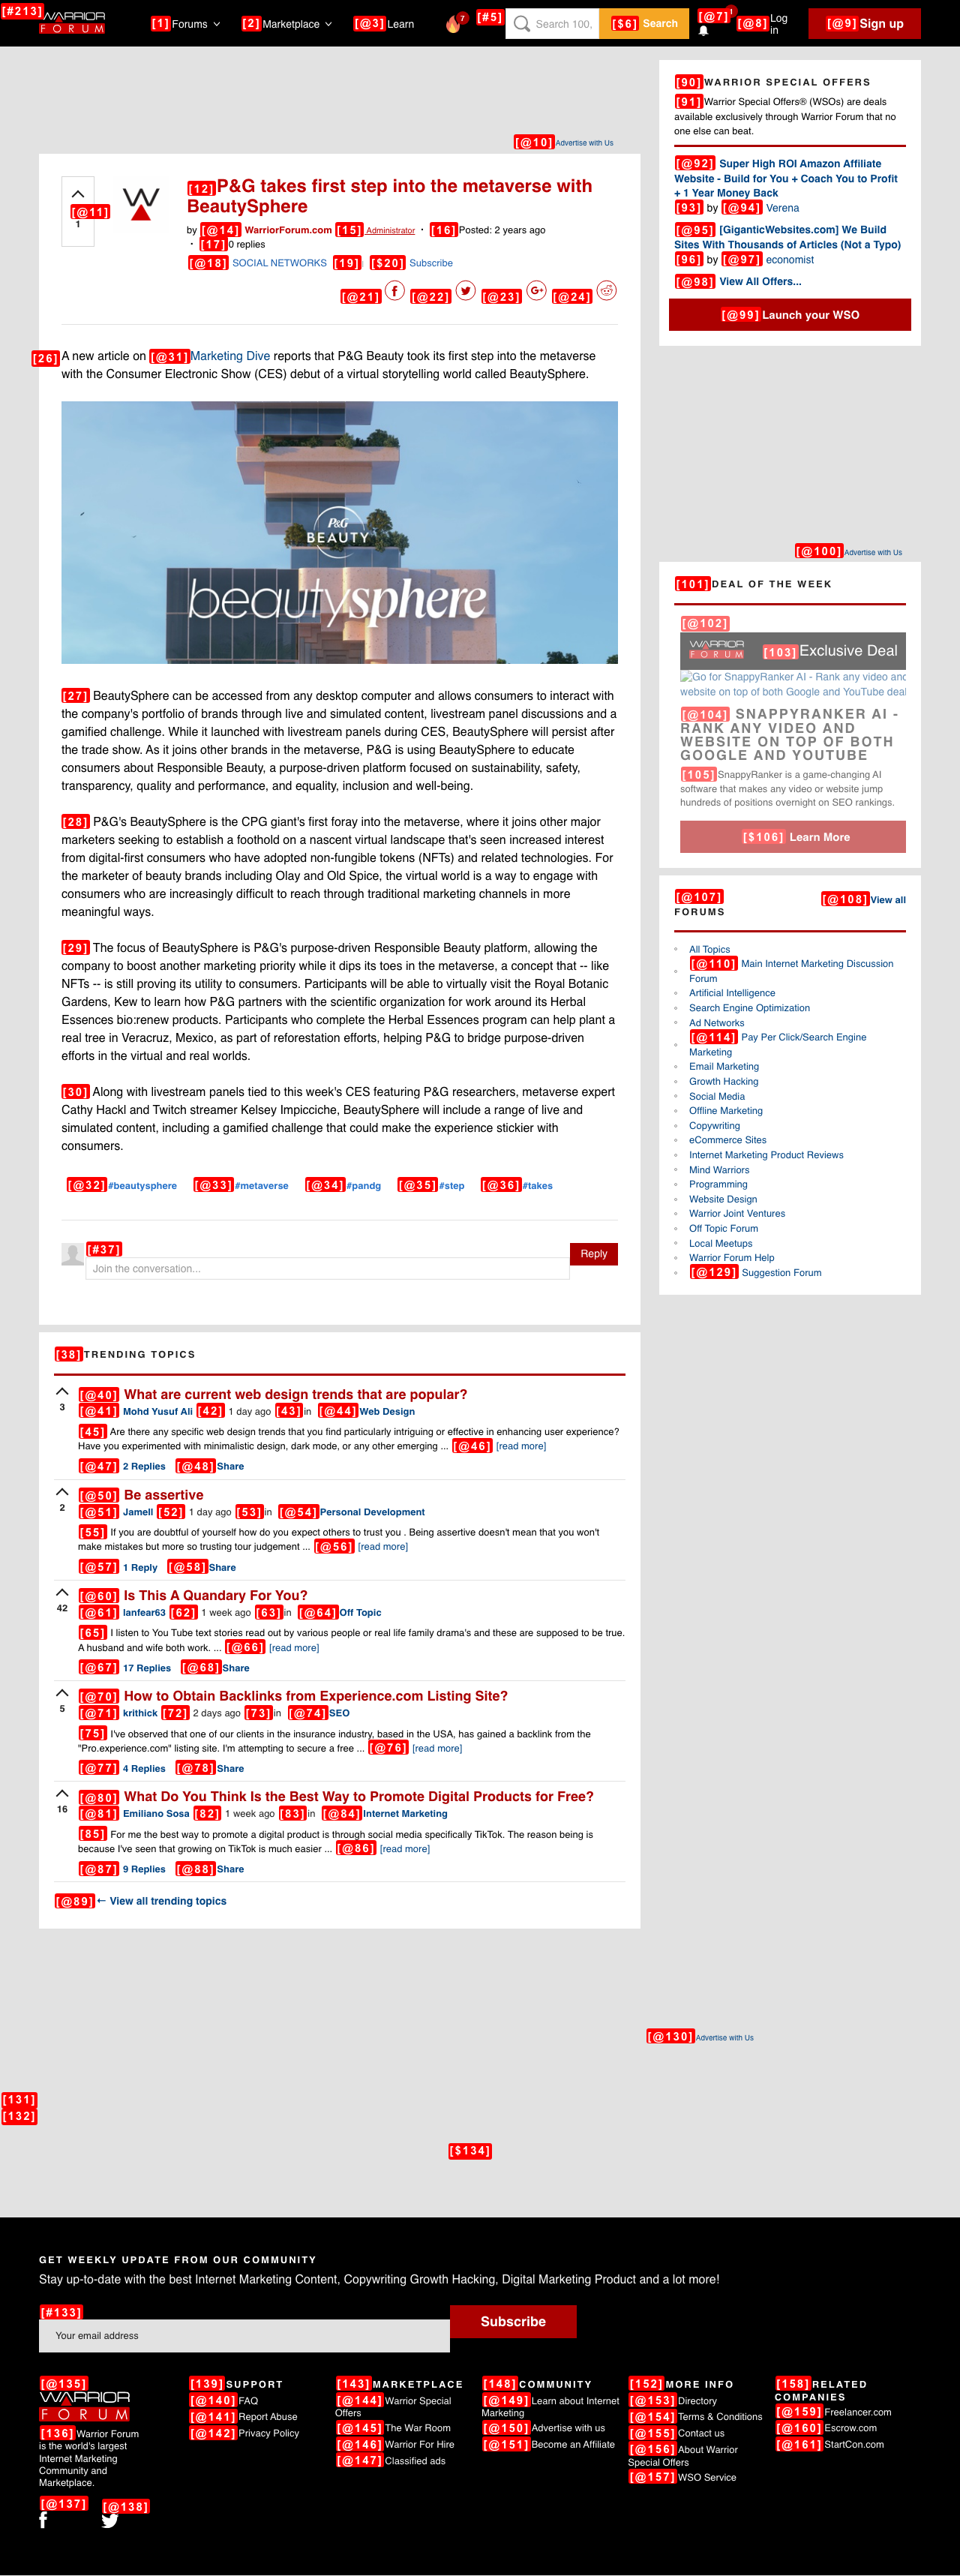 [#213] WARRIOR FORUM [1] Forums [2] Marketplace [@3] Learn 7 [#5] Search 100, [$6] Search [@7] 1 [@8] Log in [@9] Sign up
[@10] Advertise with Us
[@11]
1
[12] P&G takes first step into the metaverse with
BeautySphere
by [@14] WarriorForum.com [15] Administrator · [16] Posted: 2 years ago
· [17] 0 replies
[@18] SOCIAL NETWORKS [19] [$20] Subscribe
[@21] [@22] [@23] [@24]
[26] A new article on [@31] Marketing Dive reports that P&G Beauty took its first step into the metaverse
with the Consumer Electronic Show (CES) debut of a virtual storytelling world called BeautySphere.
P&G
BEAUTY
beautysphere
[27] BeautySphere can be accessed from any desktop computer and allows consumers to interact with
the company's portfolio of brands through live and simulated content, livestream panel discussions and a
gamified challenge. While it launched with livestream panels during CES, BeautySphere will persist after
the trade show. As it joins other brands in the metaverse, P&G is using BeautySphere to educate
consumers about Responsible Beauty, a purpose-driven platform focused on sustainability, safety,
transparency, quality and performance, and equality, inclusion and well-being.
[28] P&G's BeautySphere is the CPG giant's first foray into the metaverse, where it joins other major
marketers seeking to establish a foothold on a nascent virtual landscape that's seen increased interest
from digital-first consumers who have adopted non-fungible tokens (NFTs) and related technologies. For
the marketer of beauty brands including Olay and Old Spice, the virtual world is a way to engage with
consumers who are increasingly difficult to reach through traditional marketing channels in more
meaningful ways.
[29] The focus of BeautySphere is P&G's purpose-driven Responsible Beauty platform, allowing the
company to boost another marketing priority while it dips its toes in the metaverse, a concept that -- like
NFTs -- is still proving its utility to consumers. Participants will be able to virtually visit the Royal Botanic
Gardens, Kew to learn how P&G partners with the scientific organization for work around its Herbal
Essences bio:renew products. Participants who complete the Herbal Essences program can help plant a
real tree in Veracruz, Mexico, as part of reforestation efforts, helping P&G to bridge purpose-driven
efforts in the virtual and real worlds.
[30] Along with livestream panels tied to this week's CES featuring P&G researchers, metaverse expert
Cathy Hackl and Twitch streamer Kelsey Impicciche, BeautySphere will include a range of live and
simulated content, including a gamified challenge that could make the experience stickier with
consumers.
[@32] #beautysphere [@33] #metaverse [@34] #pandg [@35] #step [@36] #takes
[#37] Join the conversation... Reply
[38] TRENDING TOPICS
3
[@40] What are current web design trends that are popular?
[@41] Mohd Yusuf Ali [42] 1 day ago [43] in [@44] Web Design
[45] Are there any specific web design trends that you find particularly intriguing or effective in enhancing user experience?
Have you experimented with minimalistic design, dark mode, or any other emerging ... [@46] [read more]
[@47] 2 Replies [@48] Share
2
[@50] Be assertive
[@51] Jamell [52] 1 day ago [53] in [@54] Personal Development
[55] If you are doubtful of yourself how do you expect others to trust you . Being assertive doesn't mean that you won't
make mistakes but more so trusting tour judgement ... [@56] [read more]
[@57] 1 Reply [@58] Share
42
[@60] Is This A Quandary For You?
[@61] lanfear63 [62] 1 week ago [63] in [@64] Off Topic
[65] I listen to You Tube text stories read out by various people or real life family drama's and these are supposed to be true.
A husband and wife both work. ... [@66] [read more]
[@67] 17 Replies [@68] Share
5
[@70] How to Obtain Backlinks from Experience.com Listing Site?
[@71] krithick [72] 2 days ago [73] in [@74] SEO
[75] I've observed that one of our clients in the insurance industry, based in the USA, has gained a backlink from the
"Pro.experience.com" listing site. I'm attempting to secure a free ... [@76] [read more]
[@77] 4 Replies [@78] Share
16
[@80] What Do You Think Is the Best Way to Promote Digital Products for Free?
[@81] Emiliano Sosa [82] 1 week ago [83] in [@84] Internet Marketing
[85] For me the best way to promote a digital product is through social media specifically TikTok. The reason being is
because I've seen that growing on TikTok is much easier ... [@86] [read more]
[@87] 9 Replies [@88] Share
[@89] ← View all trending topics
[90] WARRIOR SPECIAL OFFERS
[91] Warrior Special Offers® (WSOs) are deals
available exclusively through Warrior Forum that no
one else can beat.
[@92] Super High ROI Amazon Affiliate
Website - Build for You + Coach You to Profit
+ 1 Year Money Back
[93] by [@94] Verena
[@95] [GiganticWebsites.com] We Build
Sites With Thousands of Articles (Not a Typo)
[96] by [@97] economist
[@98] View All Offers...
[@99] Launch your WSO
[@100] Advertise with Us
[101] DEAL OF THE WEEK
[@102]
WARRIOR FORUM [103] Exclusive Deal
Go for SnappyRanker AI - Rank any video and
website on top of both Google and YouTube deal
[@104] SNAPPYRANKER AI -
RANK ANY VIDEO AND
WEBSITE ON TOP OF BOTH
GOOGLE AND YOUTUBE
[105] SnappyRanker is a game-changing AI
software that makes any video or website jump
hundreds of positions overnight on SEO rankings.
[$106] Learn More
[@107] FORUMS [@108] View all
All Topics
[@110] Main Internet Marketing Discussion
Forum
Artificial Intelligence
Search Engine Optimization
Ad Networks
[@114] Pay Per Click/Search Engine
Marketing
Email Marketing
Growth Hacking
Social Media
Offline Marketing
Copywriting
eCommerce Sites
Internet Marketing Product Reviews
Mind Warriors
Programming
Website Design
Warrior Joint Ventures
Off Topic Forum
Local Meetups
Warrior Forum Help
[@129] Suggestion Forum
[@130] Advertise with Us
[131]
[132]
[$134]
GET WEEKLY UPDATE FROM OUR COMMUNITY
Stay up-to-date with the best Internet Marketing Content, Copywriting Growth Hacking, Digital Marketing Product and a lot more!
[#133] Your email address Subscribe
[@135]
WARRIOR
FORUM
[136] Warrior Forum
is the world's largest
Internet Marketing
Community and
Marketplace.
[@137] [@138]
[139] SUPPORT
[@140] FAQ
[@141] Report Abuse
[@142] Privacy Policy
[143] MARKETPLACE
[@144] Warrior Special
Offers
[@145] The War Room
[@146] Warrior For Hire
[@147] Classified ads
[148] COMMUNITY
[@149] Learn about Internet
Marketing
[@150] Advertise with us
[@151] Become an Affiliate
[152] MORE INFO
[@153] Directory
[@154] Terms & Conditions
[@155] Contact us
[@156] About Warrior
Special Offers
[@157] WSO Service
[158] RELATED
COMPANIES
[@159] Freelancer.com
[@160] Escrow.com
[@161] StartCon.com